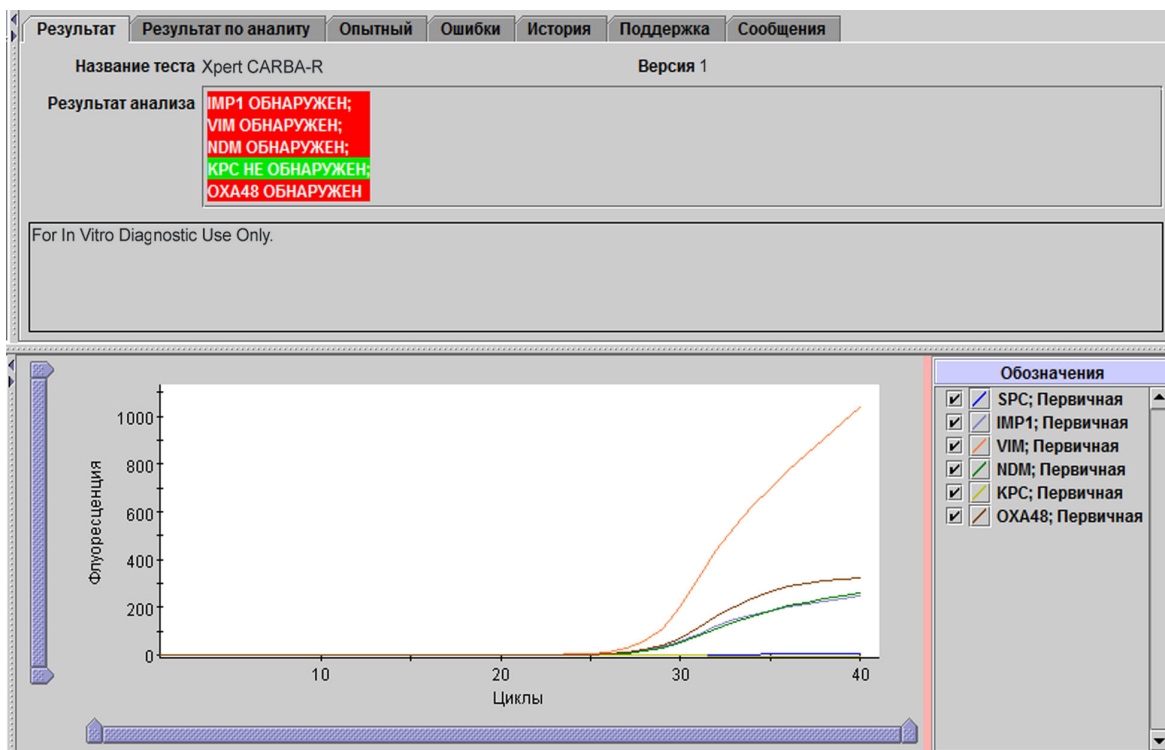 Результат Результат по аналиту Опытный Ошибки История Поддержка Сообщения
Название теста Xpert CARBA-R Версия 1
Результат анализа
IMP1 ОБНАРУЖЕН;
VIM ОБНАРУЖЕН;
NDM ОБНАРУЖЕН;
KPC НЕ ОБНАРУЖЕН;
OXA48 ОБНАРУЖЕН
For In Vitro Diagnostic Use Only.
Обозначения
SPC; Первичная
IMP1; Первичная
VIM; Первичная
NDM; Первичная
KPC; Первичная
OXA48; Первичная
Флуоресценция
1000
800
600
400
200
0
10 20 30 40
Циклы